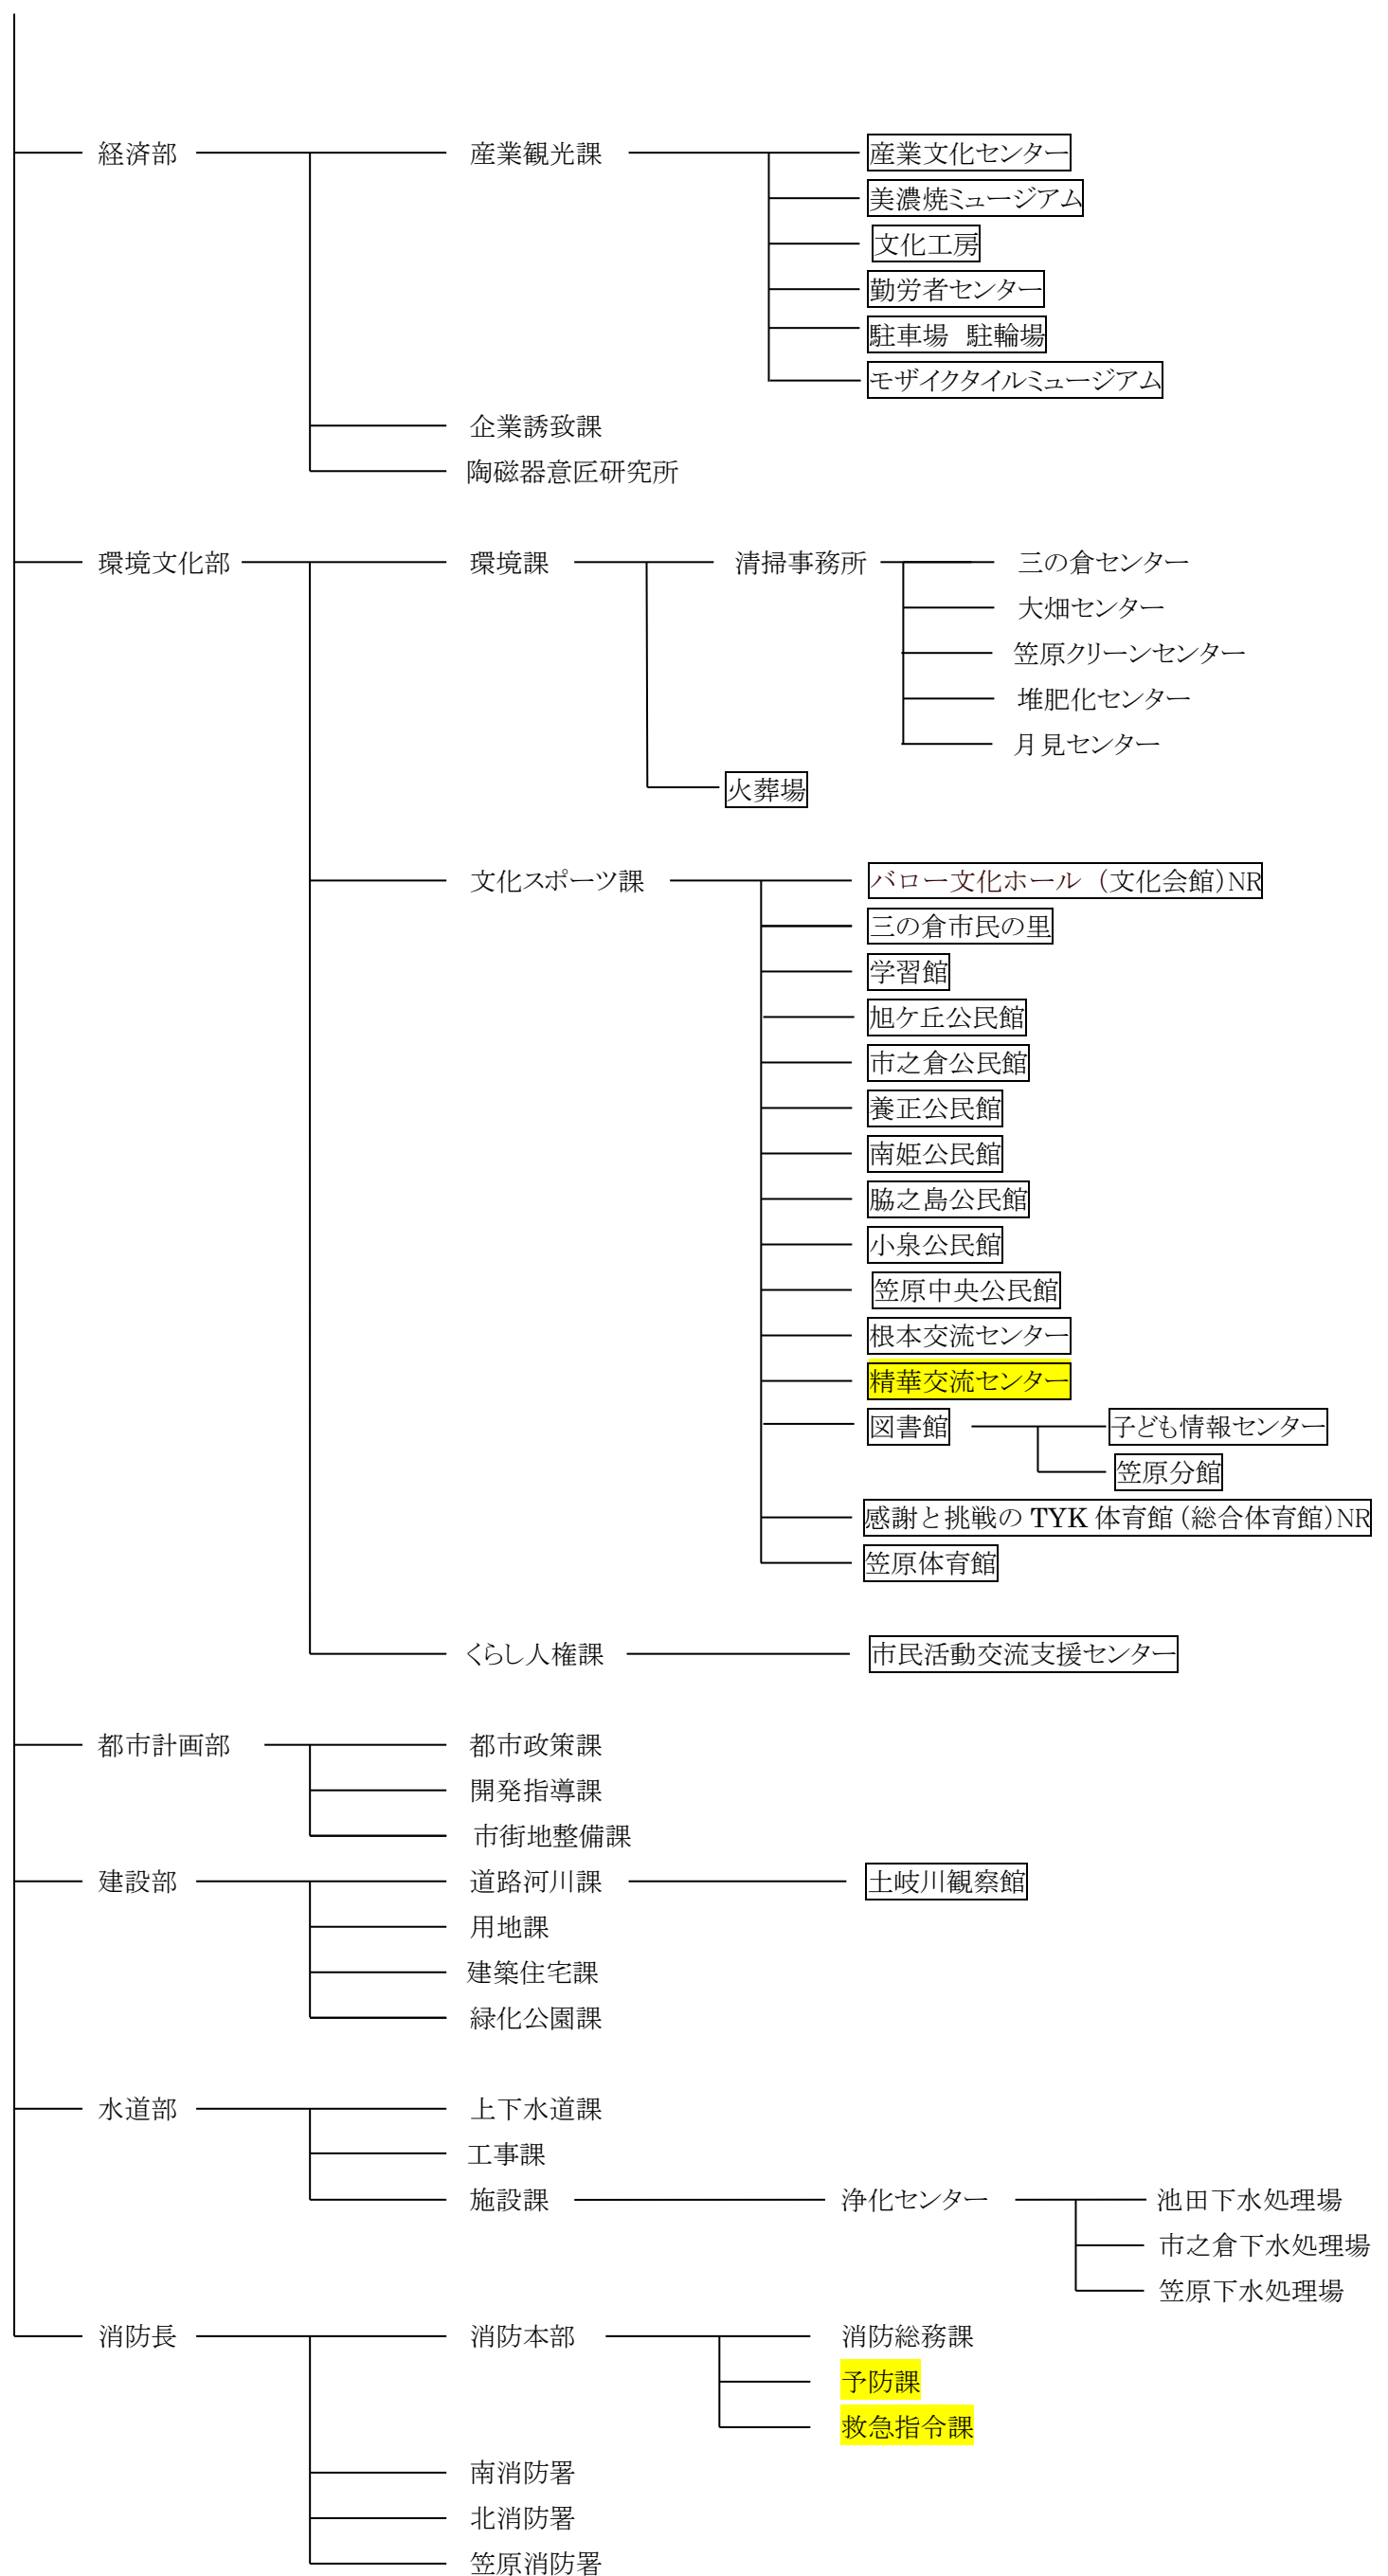 経済部 産業観光課 産業文化センター
美濃焼ミュージアム
文化工房
勤労者センター
駐車場 駐輪場
モザイクタイルミュージアム
企業誘致課
陶磁器意匠研究所
環境文化部 環境課 清掃事務所 三の倉センター
大畑センター
笠原クリーンセンター
堆肥化センター
月見センター
火葬場
文化スポーツ課 バロー文化ホール（文化会館）NR
三の倉市民の里
学習館
旭ケ丘公民館
市之倉公民館
養正公民館
南姫公民館
脇之島公民館
小泉公民館
笠原中央公民館
根本交流センター
精華交流センター
図書館 子ども情報センター
笠原分館
感謝と挑戦の TYK 体育館（総合体育館）NR
笠原体育館
くらし人権課 市民活動交流支援センター
都市計画部 都市政策課
開発指導課
市街地整備課
建設部 道路河川課 土岐川観察館
用地課
建築住宅課
緑化公園課
水道部 上下水道課
工事課
施設課 浄化センター 池田下水処理場
市之倉下水処理場
笠原下水処理場
消防長 消防本部 消防総務課
予防課
救急指令課
南消防署
北消防署
笠原消防署